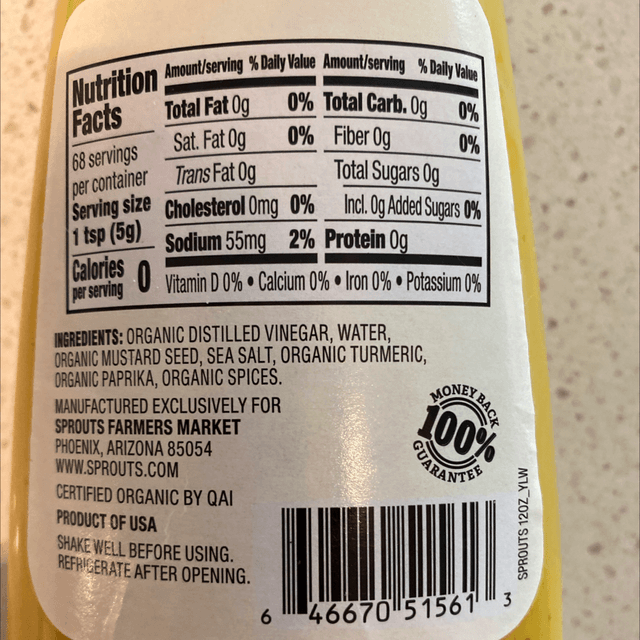 Nutrition Facts
68 servings per container
Serving size 1 tsp (5g)
Calories per serving 0
Amount/serving % Daily Value Amount/serving % Daily Value
Total Fat 0g 0% Total Carb. 0g 0%
Sat. Fat 0g 0% Fiber 0g 0%
Trans Fat 0g Total Sugars 0g
Cholesterol 0mg 0% Incl. 0g Added Sugars 0%
Sodium 55mg 2% Protein 0g
Vitamin D 0% • Calcium 0% • Iron 0% • Potassium 0%
INGREDIENTS: ORGANIC DISTILLED VINEGAR, WATER,
ORGANIC MUSTARD SEED, SEA SALT, ORGANIC TURMERIC,
ORGANIC PAPRIKA, ORGANIC SPICES.
MANUFACTURED EXCLUSIVELY FOR
SPROUTS FARMERS MARKET
PHOENIX, ARIZONA 85054
WWW.SPROUTS.COM
CERTIFIED ORGANIC BY QAI
PRODUCT OF USA
SHAKE WELL BEFORE USING.
REFRIGERATE AFTER OPENING.
MONEY BACK
100%
GUARANTEE
SPROUTS 12OZ_YLW
6 46670 51561 3